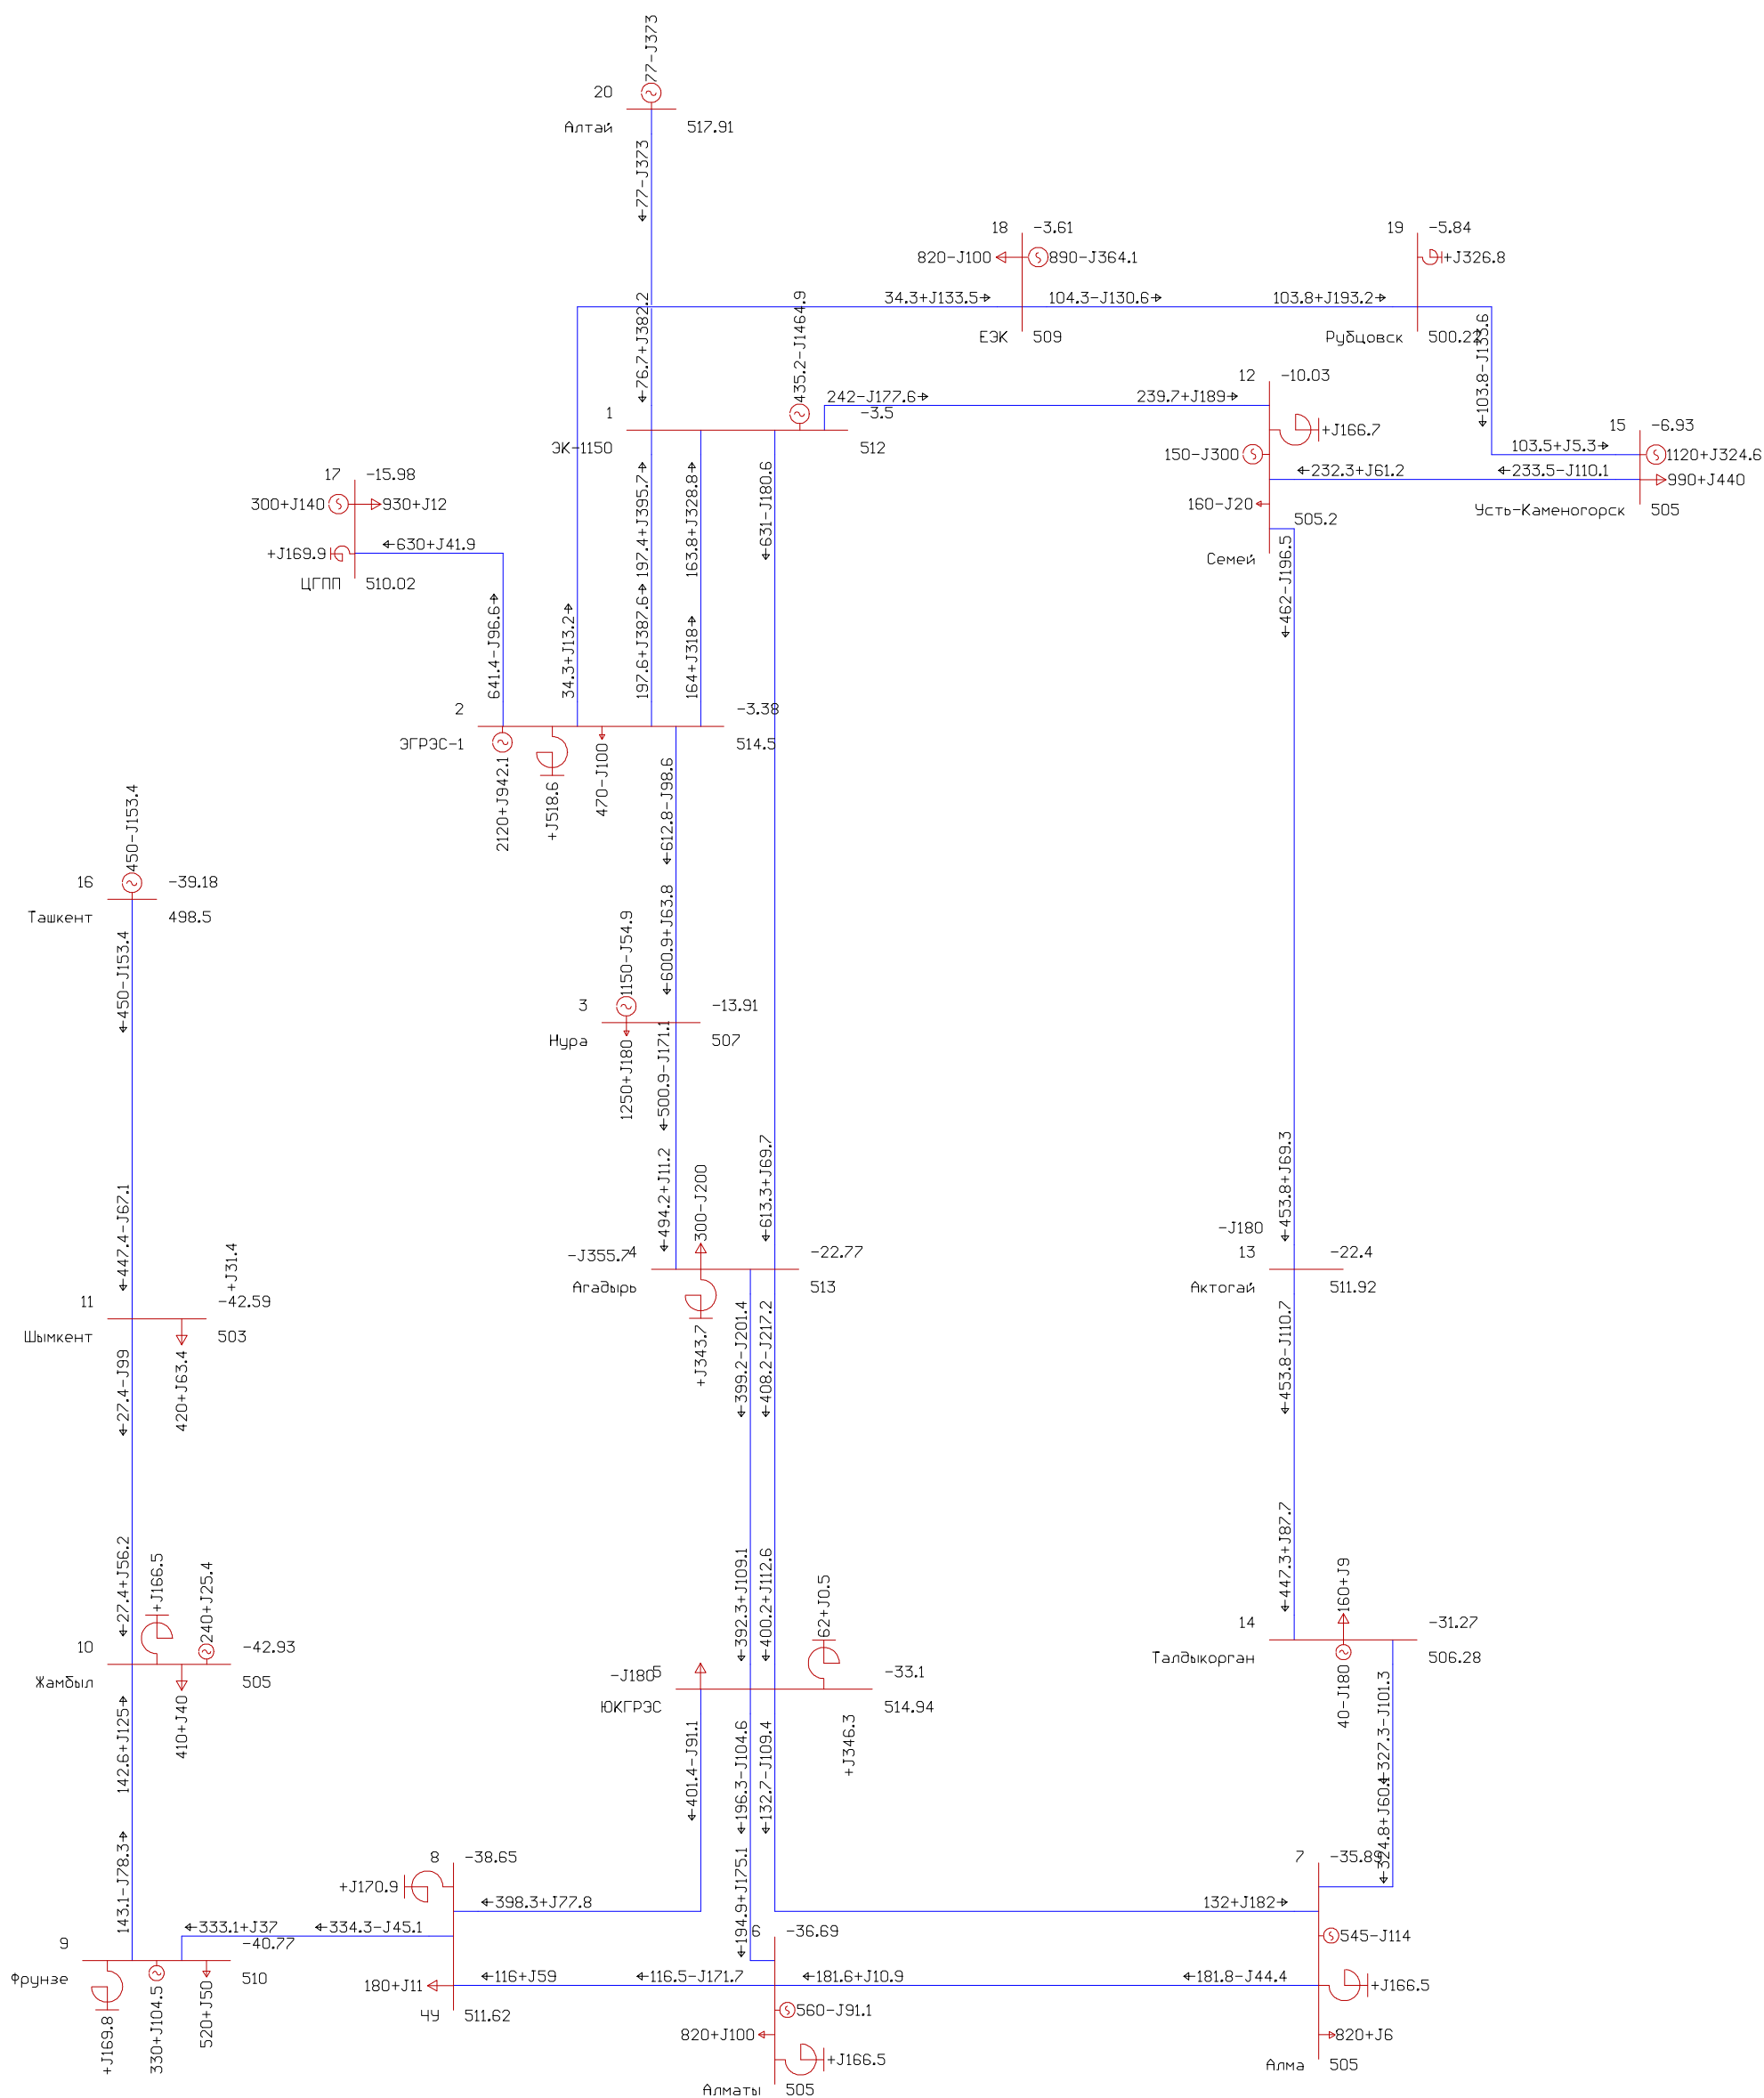 77-J373
20
Алтай
517.91
←77-J373
←76.7+J382.2
18
-3.61
820-J100
890-J364.1
34.3+J133.5→
104.3-J130.6→
ЕЭК
509
19
-5.84
+J326.8
103.8+J193.2→
Рубцовск
500.22
←103.8-J133.6
435.2-J1464.9
1
-3.5
ЭК-1150
512
242-J177.6→
239.7+J189→
12
-10.03
+J166.7
150-J300
160-J20
505.2
Семей
15
-6.93
103.5+J5.3→
1120+J324.6
←232.3+J61.2
←233.5-J110.1
990+J440
Усть-Каменогорск
505
17
-15.98
300+J140
930+J12
+J169.9
←630+J41.9
ЦГПП
510.02
641.4-J96.6→
34.3+J13.2→
197.6+J387.6→
197.4+J395.7→
164+J318→
163.8+J328.8→
←631-J180.6
←462-J196.5
2
-3.38
ЭГРЭС-1
514.5
2120+J942.1
+J518.6
470-J100
←612.8-J98.6
←600.9+J63.8
450-J153.4
16
-39.18
Ташкент
498.5
←450-J153.4
1150-J54.9
3
-13.91
Нура
507
1250+J180
←500.9-J171.1
←494.2+J11.2
300-J200
←613.3+J69.7
←453.8+J69.3
←447.4-J67.1
-J355.7
4
-22.77
Агадырь
513
+J343.7
-J180
13
-22.4
Актогай
511.92
+J31.4
11
-42.59
Шымкент
503
←27.4-J99
420+J63.4
←399.2-J201.4
←408.2-J217.2
←453.8-J110.7
←27.4+J56.2
+J166.5
240+J25.4
←392.3+J109.1
←400.2+J112.6
62+J0.5
←447.3+J87.7
160+J9
10
-42.93
Жамбыл
505
142.6+J125→
410+J40
-J180
5
-33.1
ЮКГРЭС
514.94
+J346.3
14
-31.27
Талдыкорган
506.28
40-J180
←327.3-J101.3
←401.4-J91.1
←196.3-J104.6
←132.7-J109.4
←324.8+J60.1
143.1-J78.3→
8
-38.65
+J170.9
←398.3+J77.8
←194.9+J175.1
132+J182→
7
-35.89
545-J114
←333.1+J37
←334.3-J45.1
9
-40.77
Фрунзе
510
+J169.8
330+J104.5
520+J50
180+J11
←116+J59
←116.5-J171.7
ЧУ
511.62
6
-36.69
←181.6+J10.9
←181.8-J44.4
+J166.5
560-J91.1
820+J100
+J166.5
Алматы
505
820+J6
Алма
505